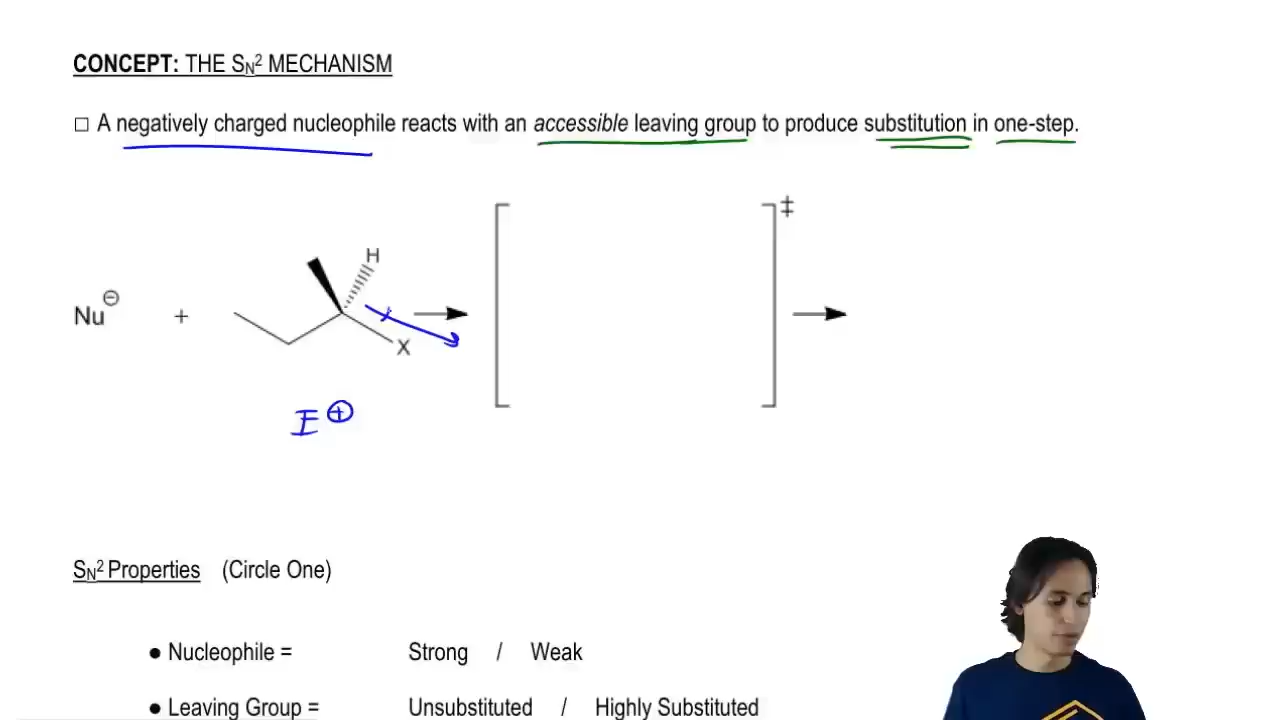 CONCEPT: THE SN2 MECHANISM
□ A negatively charged nucleophile reacts with an accessible leaving group to produce substitution in one-step.
‡
H
Nu⊖ +
X
E⊕
SN2 Properties (Circle One)
● Nucleophile = Strong / Weak
● Leaving Group = Unsubstituted / Highly Substituted